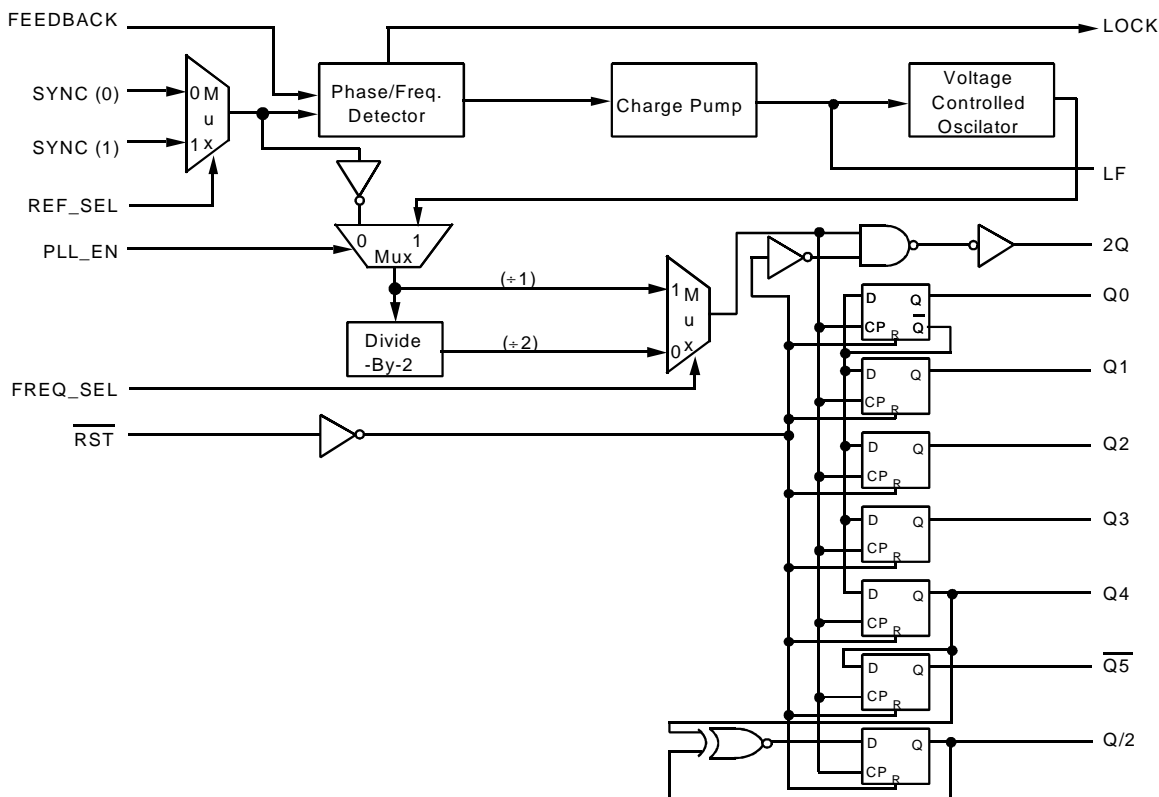 FEEDBACK
LOCK
SYNC (0)
SYNC (1)
0 M
u
1 x
Phase/Freq.
Detector
Charge Pump
Voltage
Controlled
Oscilator
LF
REF_SEL
PLL_EN
0 1
Mux
(÷1)
(÷2)
Divide
-By-2
1 M
u
0 x
FREQ_SEL
RST
2Q
D Q
CP R Q
Q0
D Q
CP R
Q1
D Q
CP R
Q2
D Q
CP R
Q3
D Q
CP R
Q4
D Q
CP R
Q5
D Q
CP R
Q/2